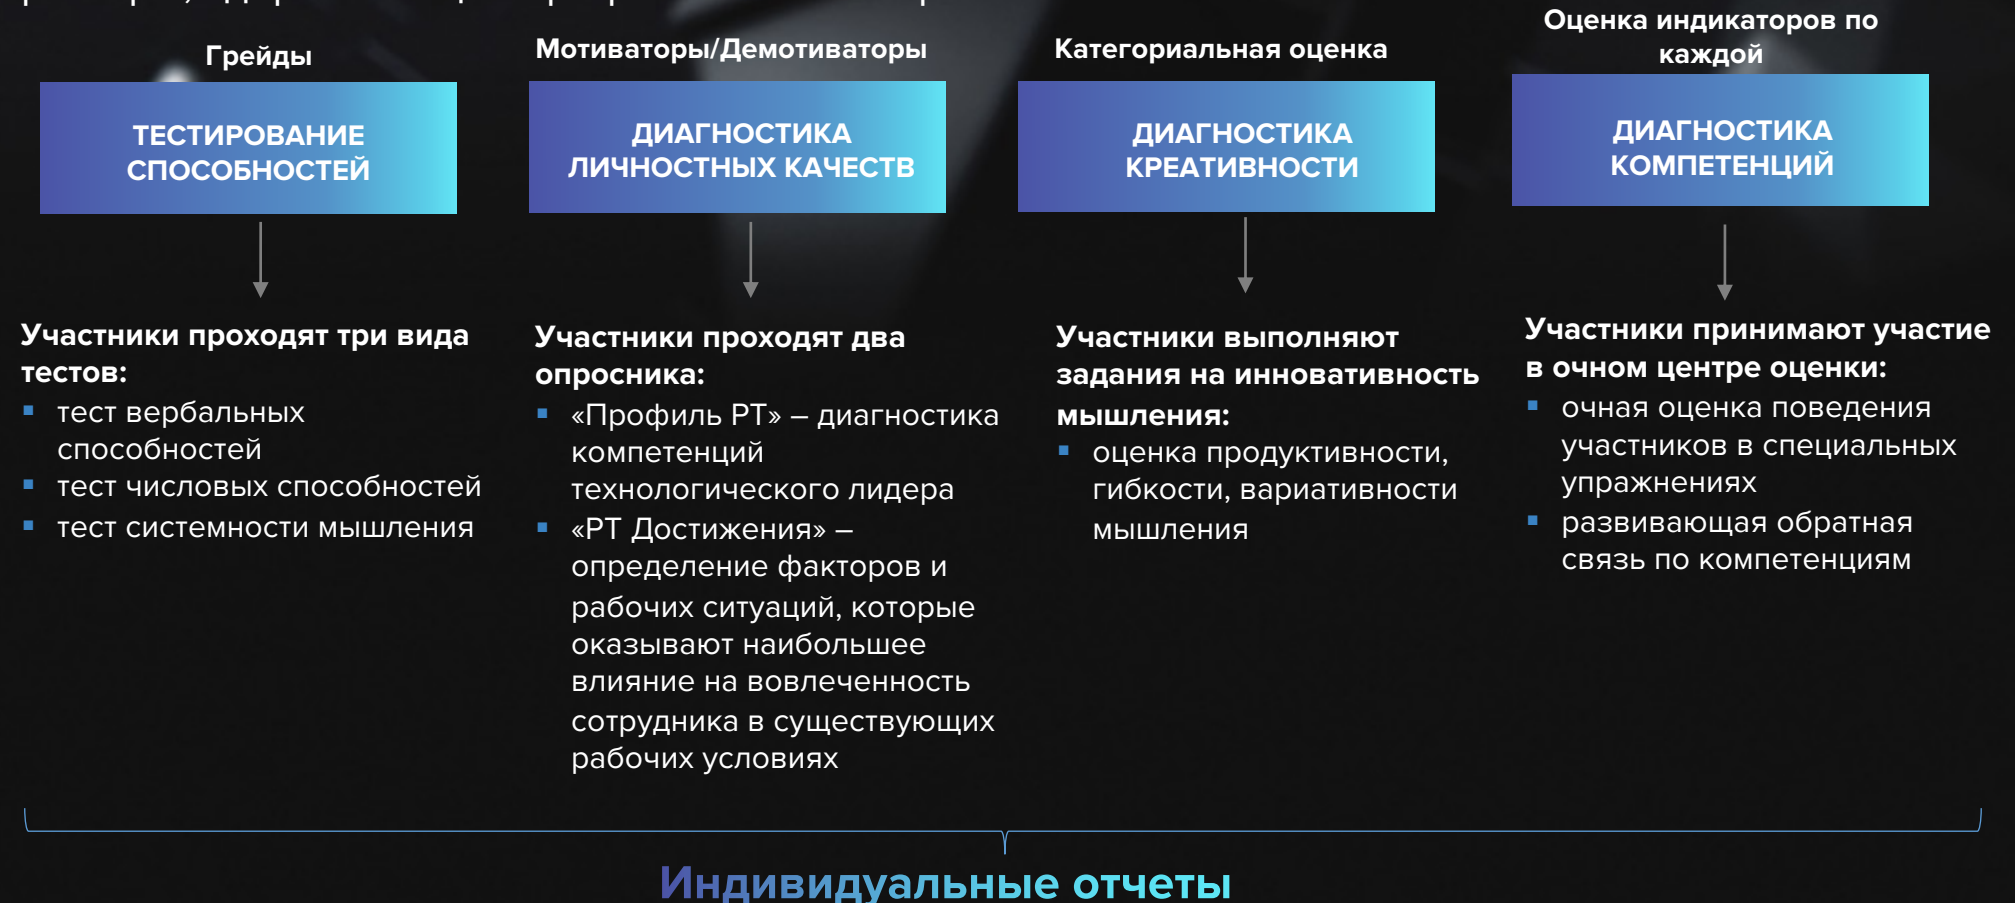 Грейды
ТЕСТИРОВАНИЕ
СПОСОБНОСТЕЙ
Участники проходят три вида
тестов:
тест вербальных
способностей
тест числовых способностей
тест системности мышления
Мотиваторы/Демотиваторы
ДИАГНОСТИКА
ЛИЧНОСТНЫХ КАЧЕСТВ
Участники проходят два
опросника:
«Профиль РТ» – диагностика
компетенций
технологического лидера
«РТ Достижения» –
определение факторов и
рабочих ситуаций, которые
оказывают наибольшее
влияние на вовлеченность
сотрудника в существующих
рабочих условиях
Категориальная оценка
ДИАГНОСТИКА
КРЕАТИВНОСТИ
Участники выполняют
задания на инновативность
мышления:
оценка продуктивности,
гибкости, вариативности
мышления
Оценка индикаторов по
каждой
ДИАГНОСТИКА
КОМПЕТЕНЦИЙ
Участники принимают участие
в очном центре оценки:
очная оценка поведения
участников в специальных
упражнениях
развивающая обратная
связь по компетенциям
Индивидуальные отчеты